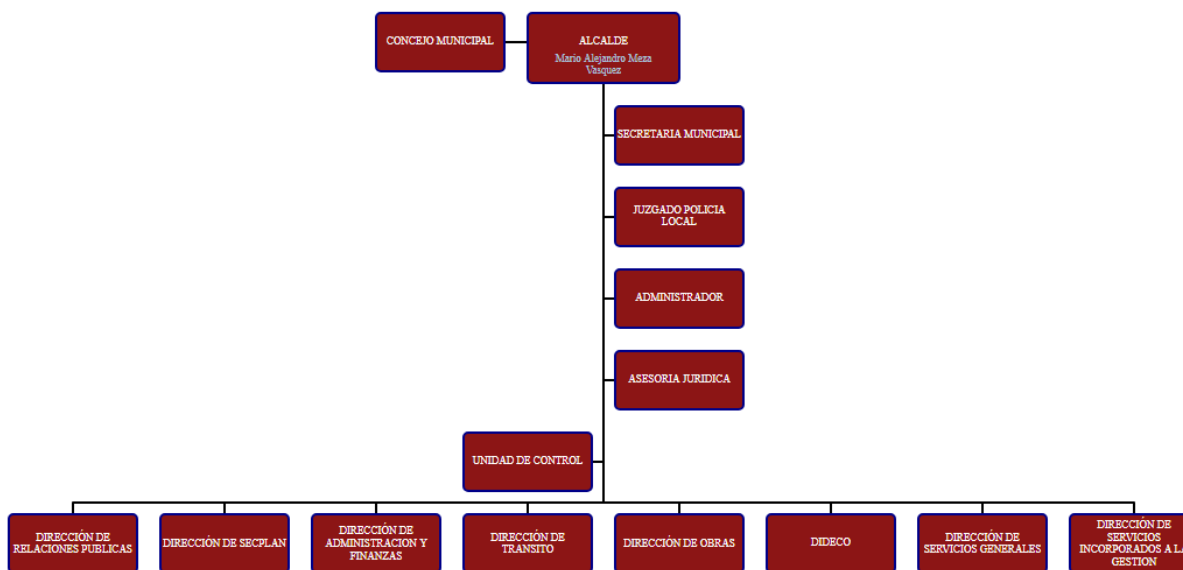 CONCEJO MUNICIPAL
ALCALDE
Mario Alejandro Meza
Vasquez
SECRETARIA MUNICIPAL
JUZGADO POLICIA
LOCAL
ADMINISTRADOR
ASESORIA JURIDICA
UNIDAD DE CONTROL
DIRECCIÓN DE
RELACIONES PUBLICAS
DIRECCIÓN DE SECPLAN
DIRECCIÓN DE
ADMINISTRACION Y
FINANZAS
DIRECCIÓN DE
TRANSITO
DIRECCIÓN DE OBRAS
DIDECO
DIRECCIÓN DE
SERVICIOS GENERALES
DIRECCIÓN DE
SERVICIOS
INCORPORADOS A LA
GESTION